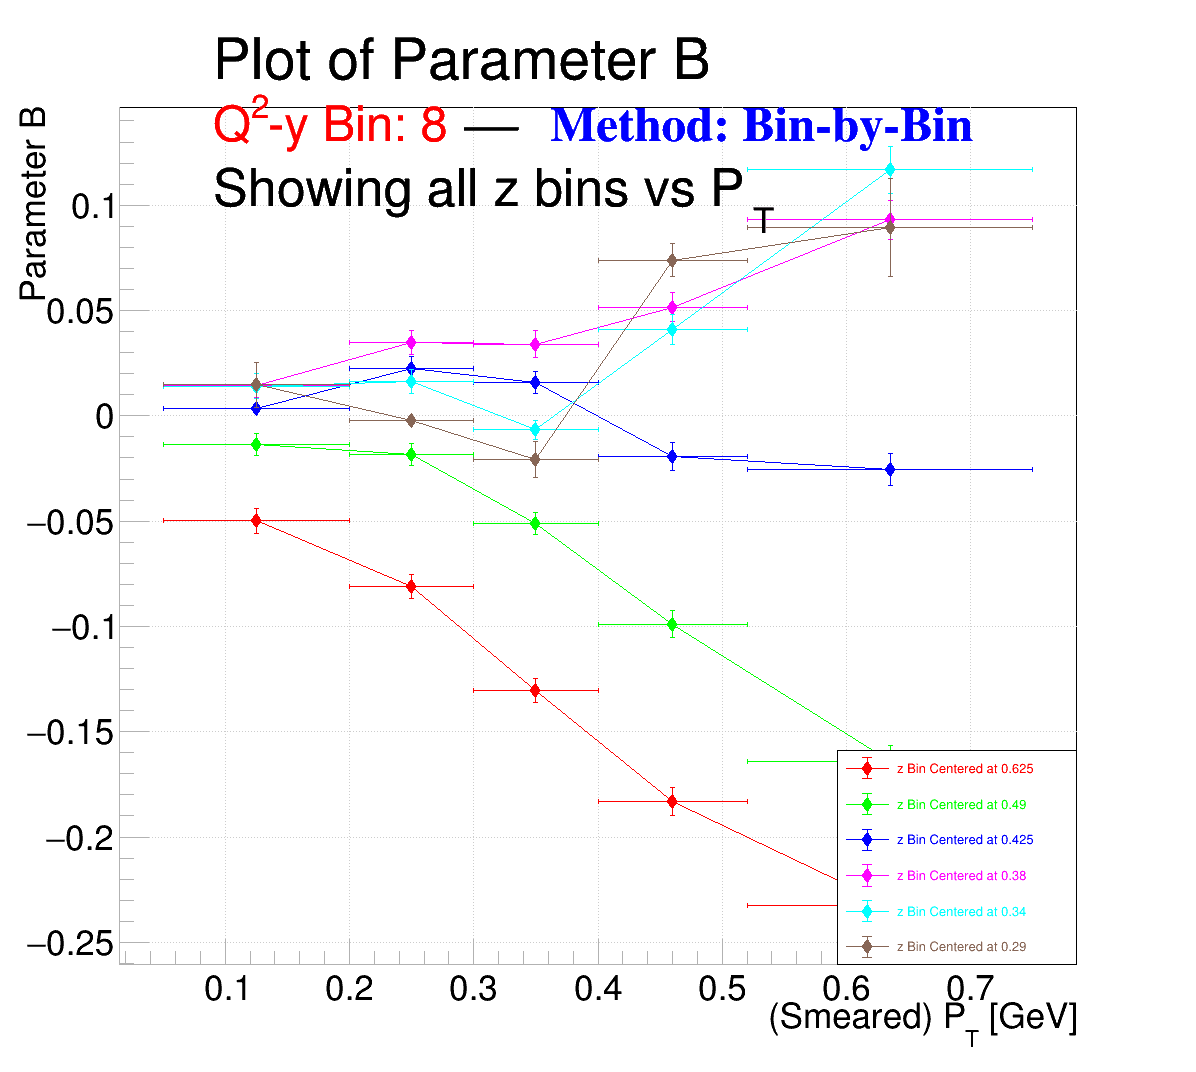 Plot of Parameter B
Q2-y Bin: 8 — Method: Bin-by-Bin
Showing all z bins vs PT
Parameter B
0.1
0.05
0
−0.05
−0.1
−0.15
−0.2
−0.25
z Bin Centered at 0.625
z Bin Centered at 0.49
z Bin Centered at 0.425
z Bin Centered at 0.38
z Bin Centered at 0.34
z Bin Centered at 0.29
0.1 0.2 0.3 0.4 0.5 0.6 0.7
(Smeared) PT [GeV]